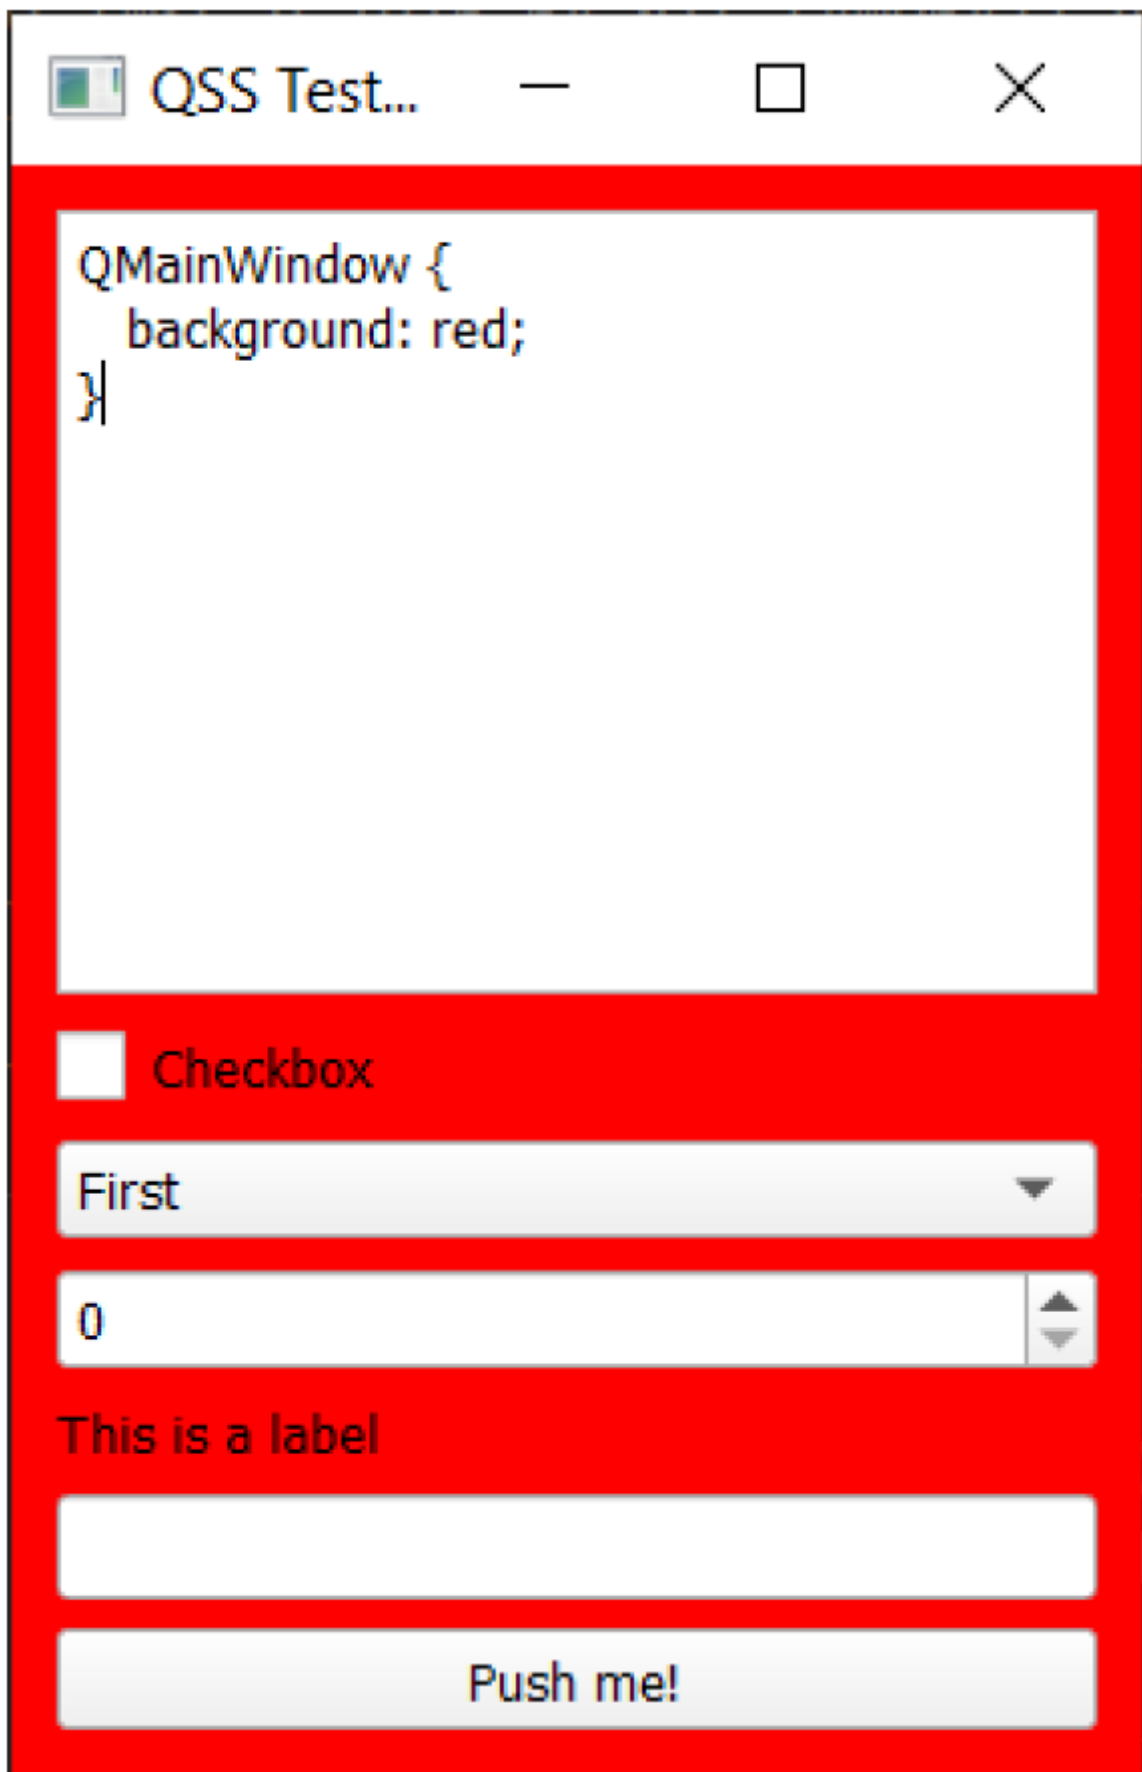 QSS Test...
QMainWindow {
   background: red;
}
Checkbox
First
0
This is a label
Push me!